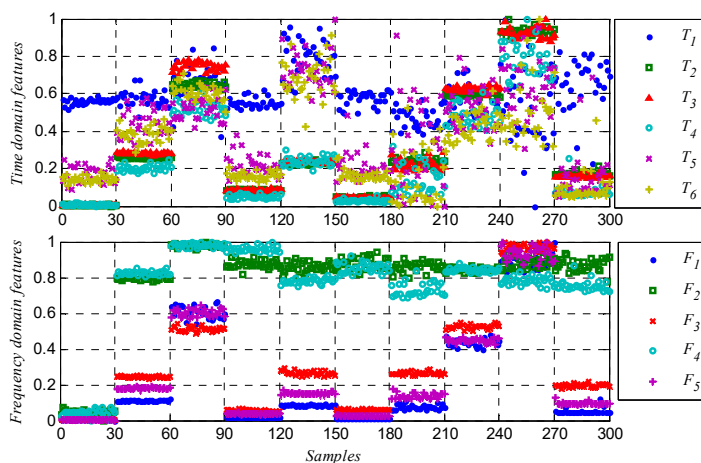 Time domain features
1
0.8
0.6
0.4
0.2
0
0 30 60 90 120 150 180 210 240 270 300
T1
T2
T3
T4
T5
T6
Frequency domain features
1
0.8
0.6
0.4
0.2
0
0 30 60 90 120 150 180 210 240 270 300
Samples
F1
F2
F3
F4
F5